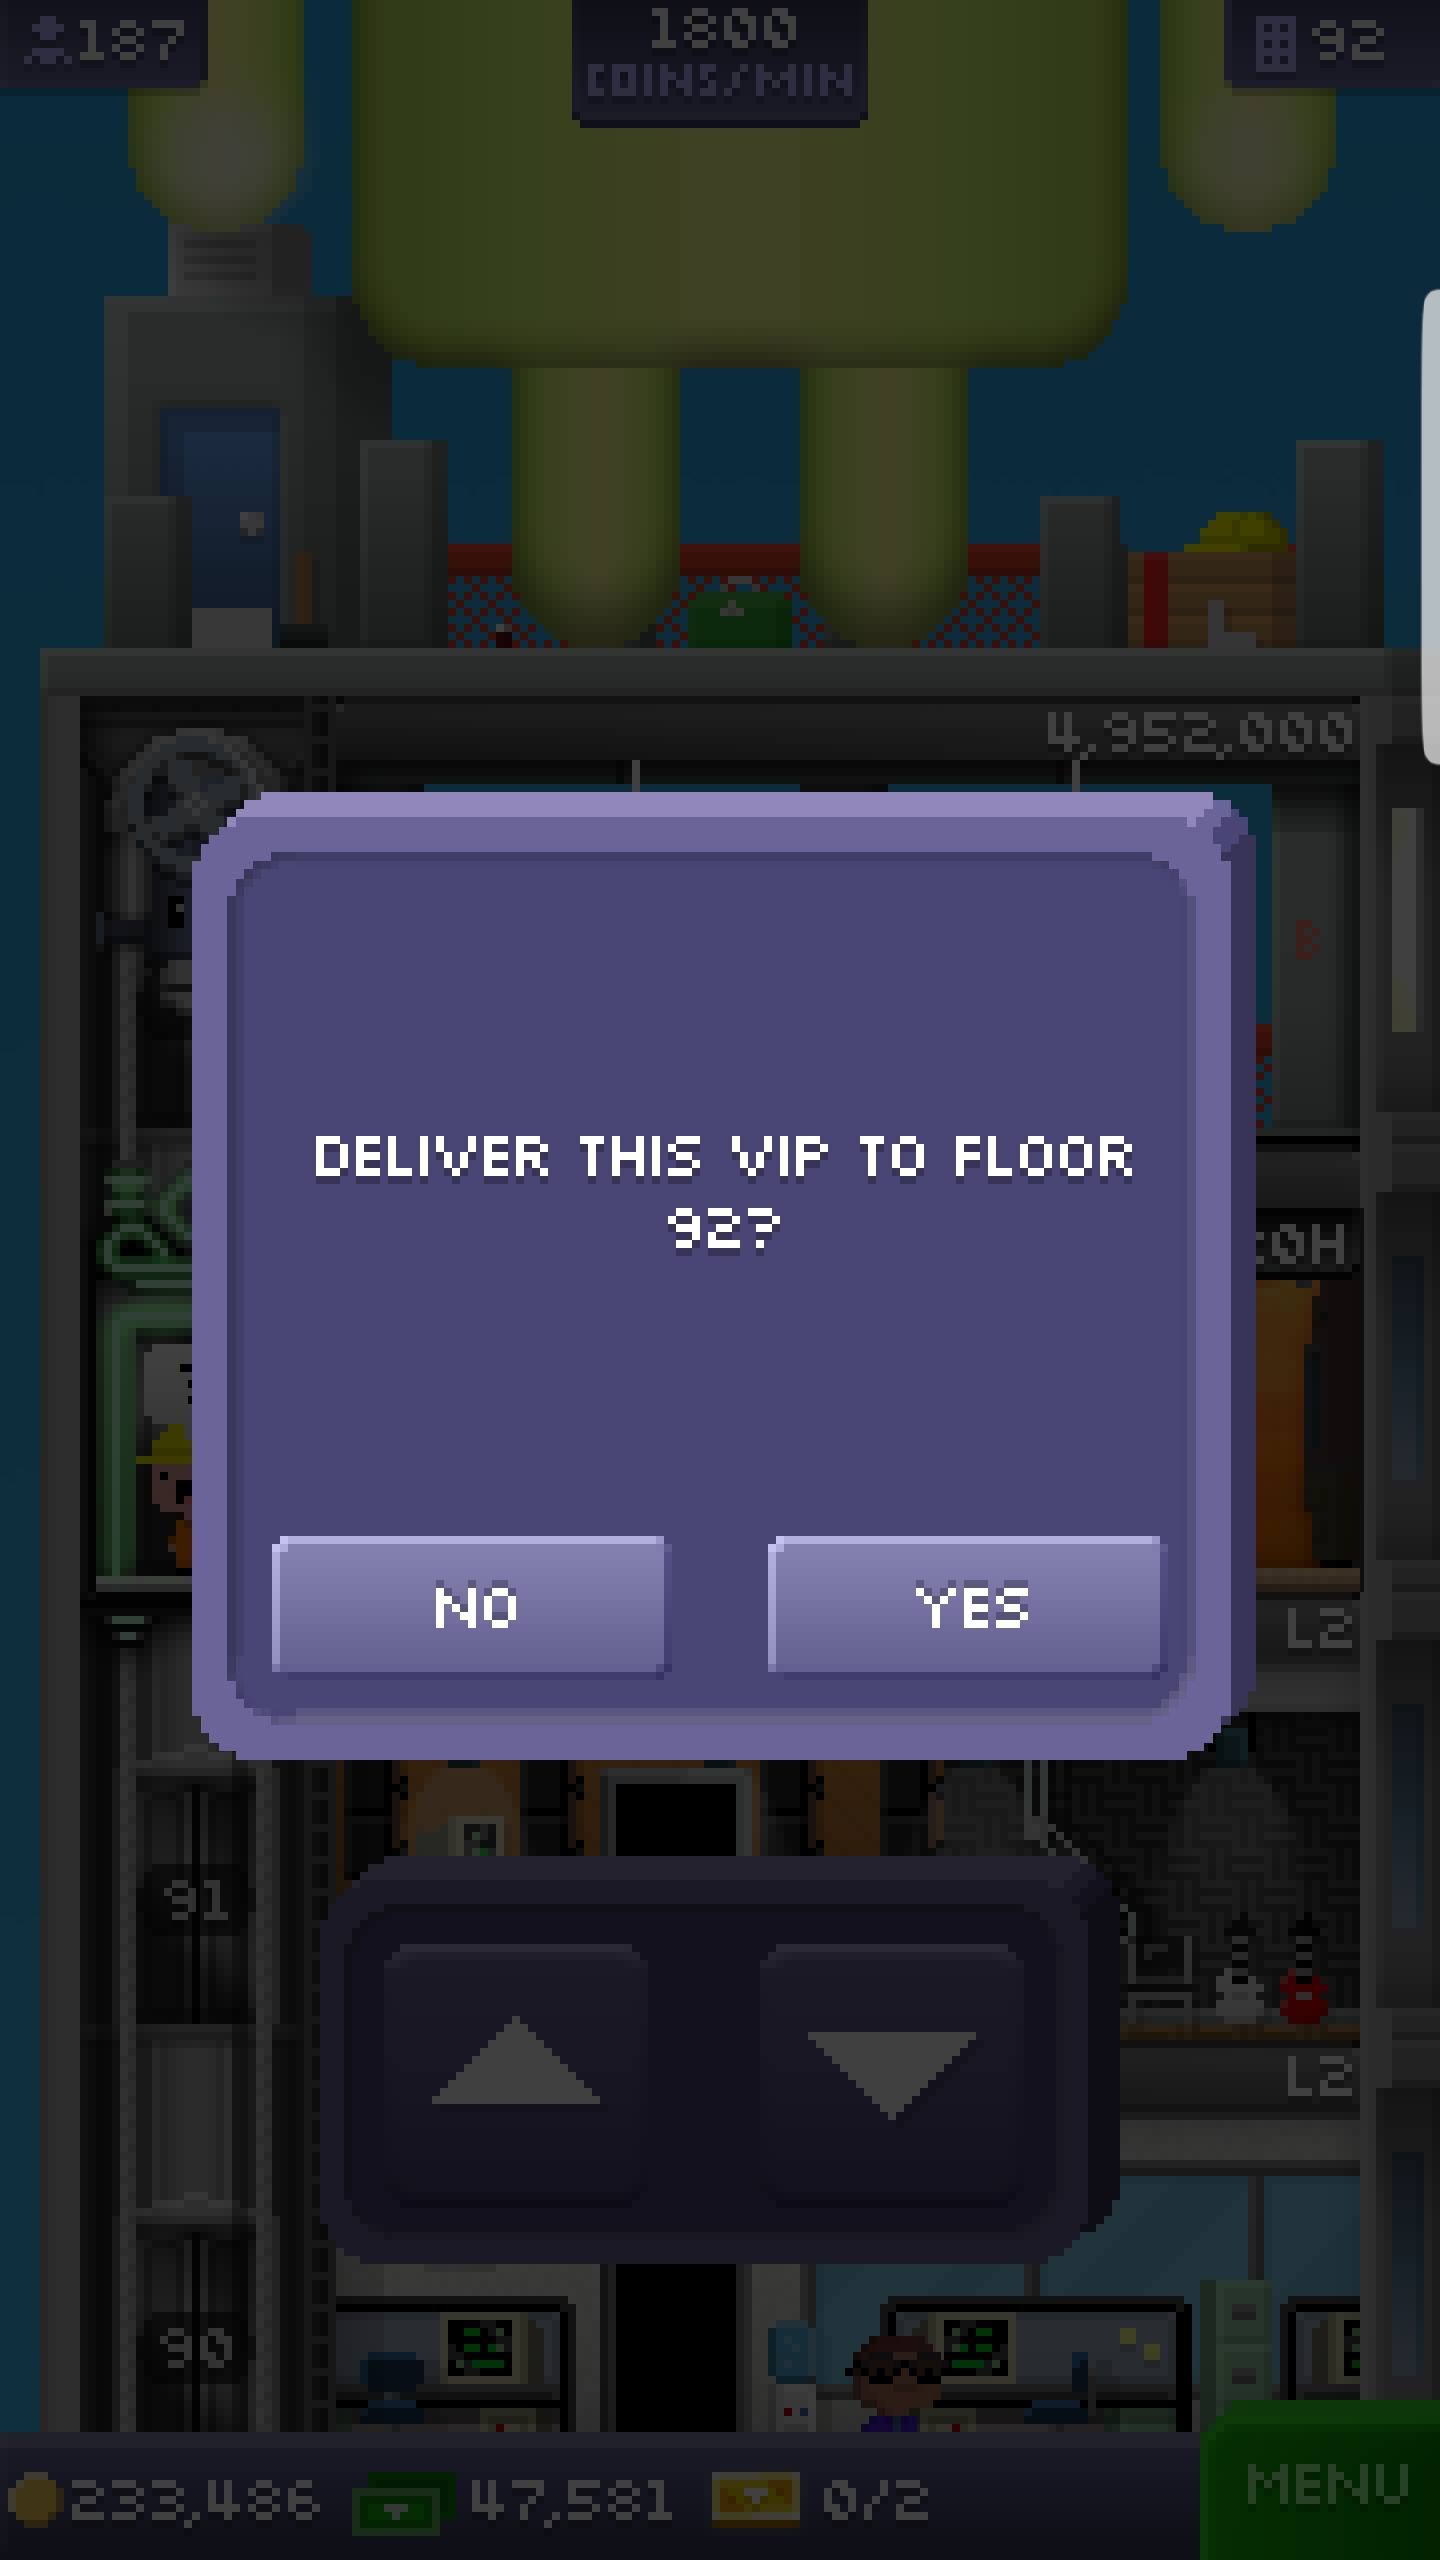 187
1800
COINS/MIN
92
4,952,000
B
:0H
DELIVER THIS VIP TO FLOOR
92?
NO
YES
L2
91
L2
90
233,486
47,581
0/2
MENU